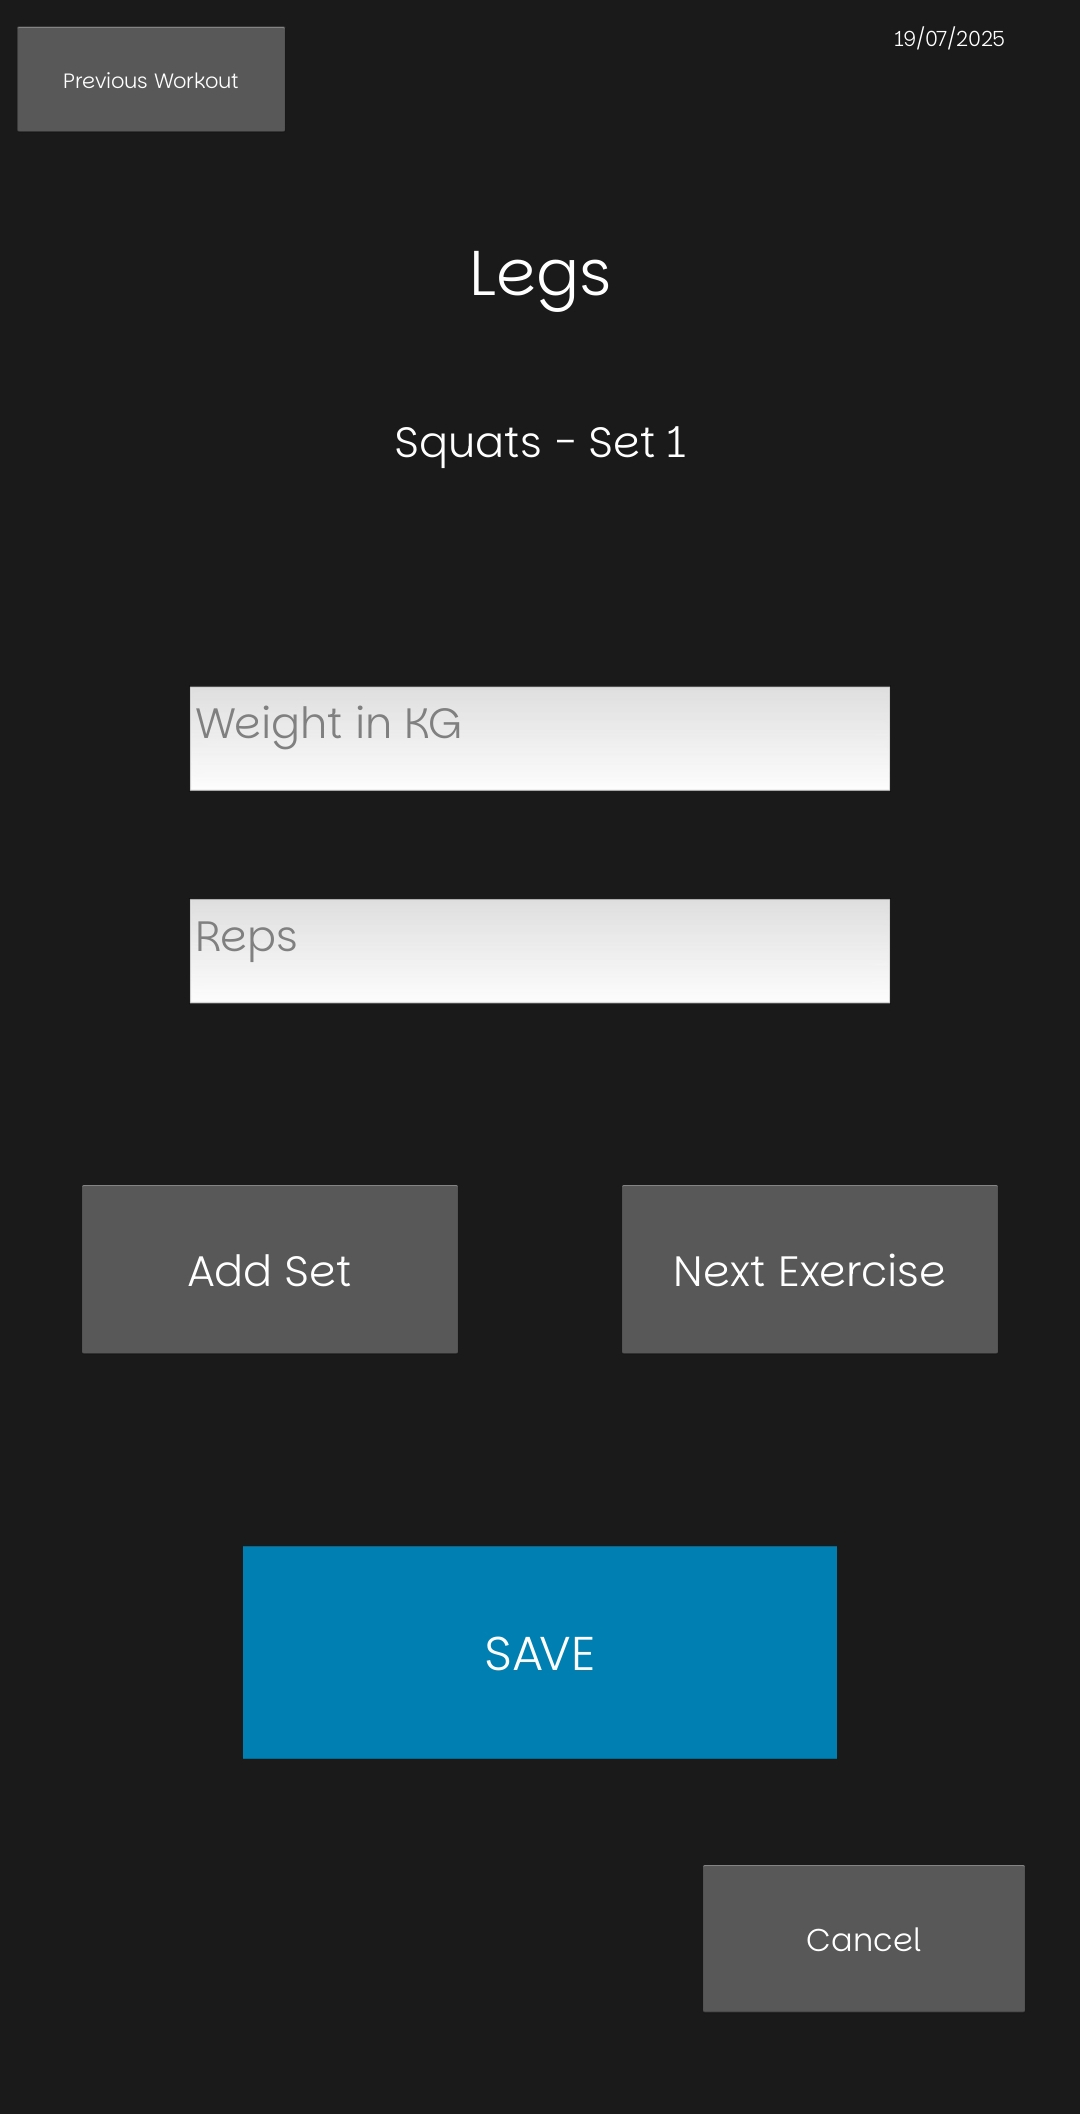 19/07/2025
Previous Workout
Legs
Squats - Set 1
Weight in KG
Reps
Add Set
Next Exercise
SAVE
Cancel